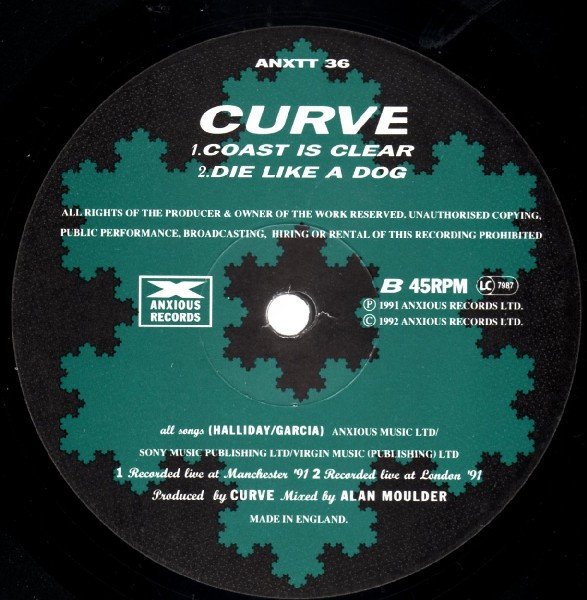 ANXTT 36
CURVE
1.COAST IS CLEAR
2.DIE LIKE A DOG
ALL RIGHTS OF THE PRODUCER & OWNER OF THE WORK RESERVED. UNAUTHORISED COPYING,
PUBLIC PERFORMANCE, BROADCASTING, HIRING OR RENTAL OF THIS RECORDING PROHIBITED
ANXIOUS
RECORDS
B 45RPM LC 7987
Ⓟ 1991 ANXIOUS RECORDS LTD.
© 1992 ANXIOUS RECORDS LTD.
all songs (HALLIDAY/GARCIA) ANXIOUS MUSIC LTD/
SONY MUSIC PUBLISHING LTD/VIRGIN MUSIC (PUBLISHING) LTD
1 Recorded live at Manchester '91 2 Recorded live at London '91
Produced by CURVE Mixed by ALAN MOULDER
MADE IN ENGLAND.